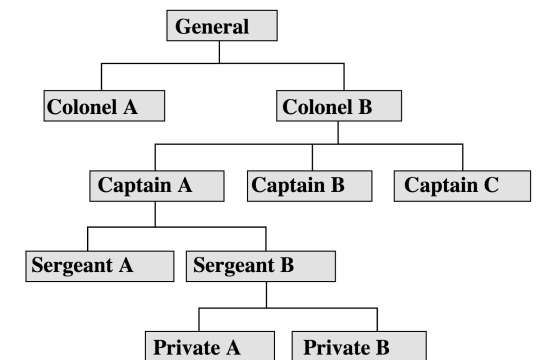 General
Colonel A
Colonel B
Captain A
Captain B
Captain C
Sergeant A
Sergeant B
Private A
Private B